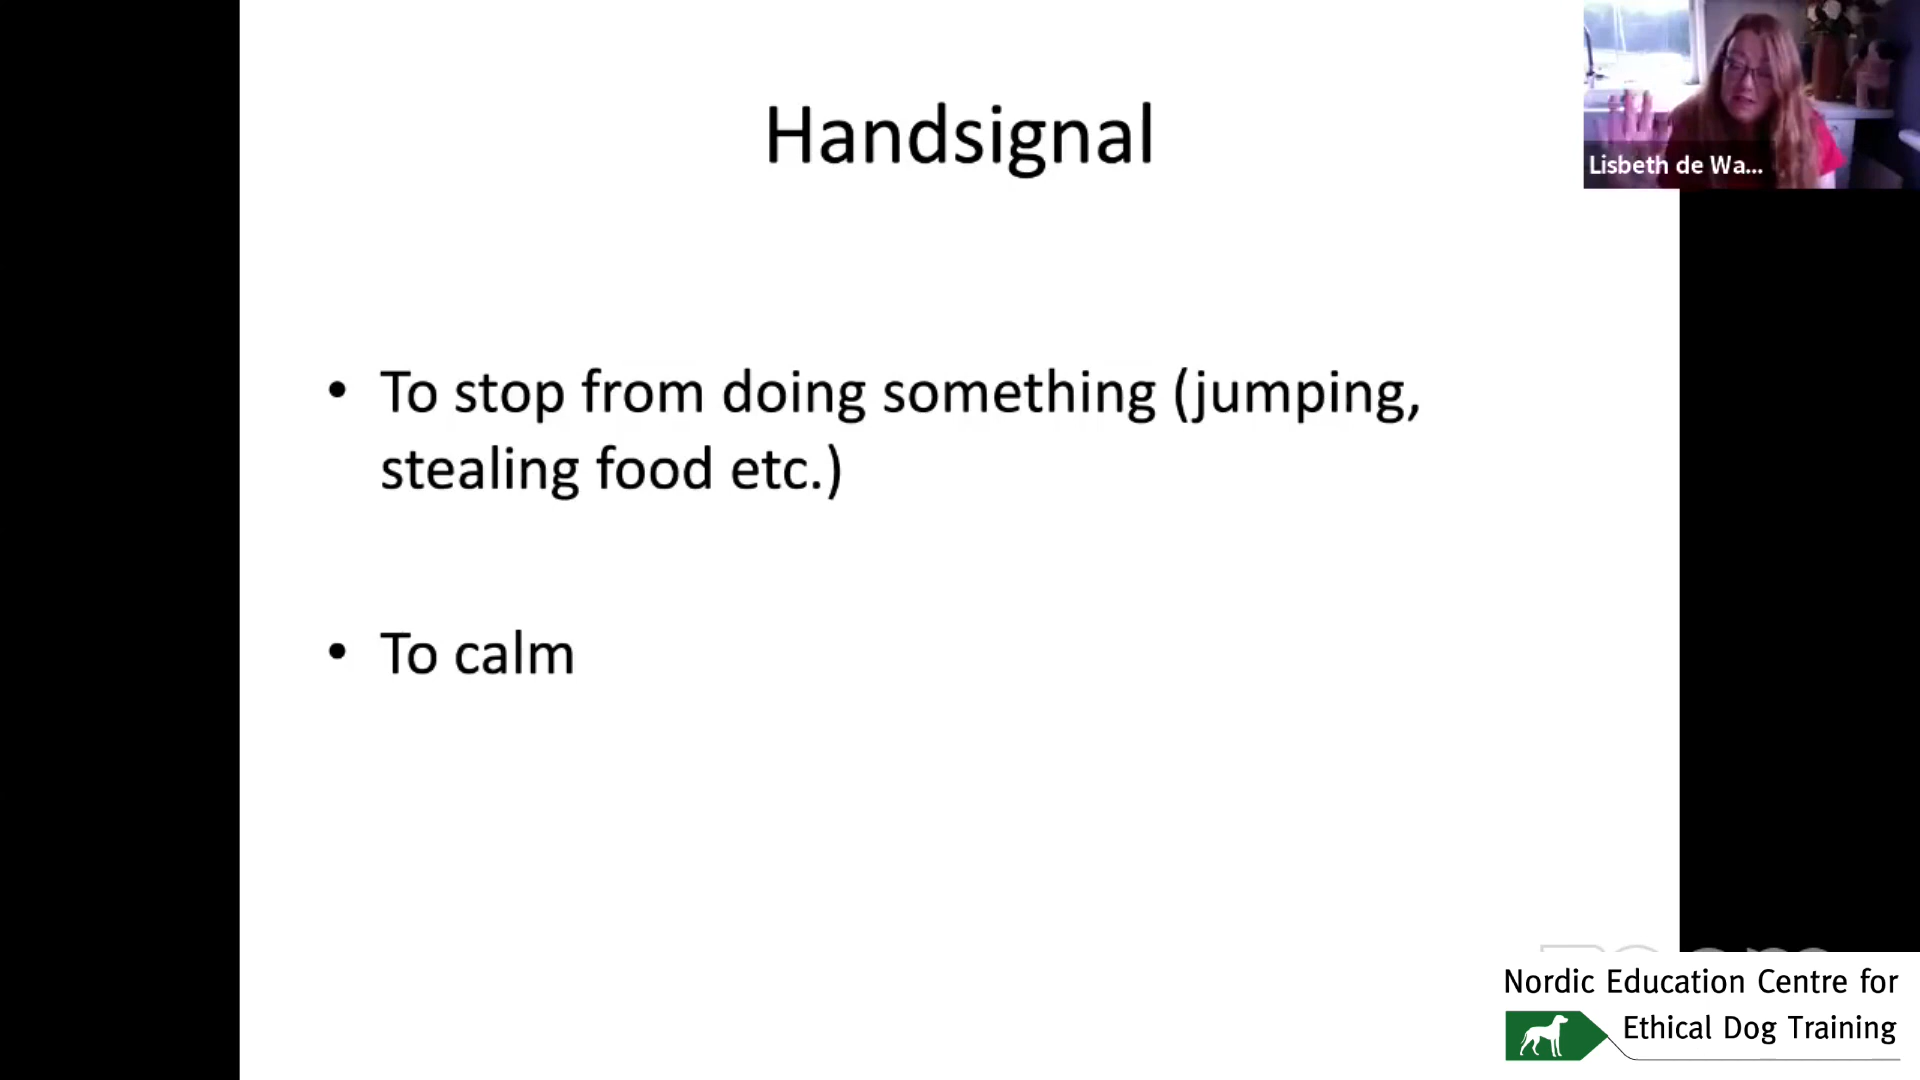 Handsignal
Lisbeth de Wa...
• To stop from doing something (jumping,
stealing food etc.)
• To calm
Nordic Education Centre for
Ethical Dog Training